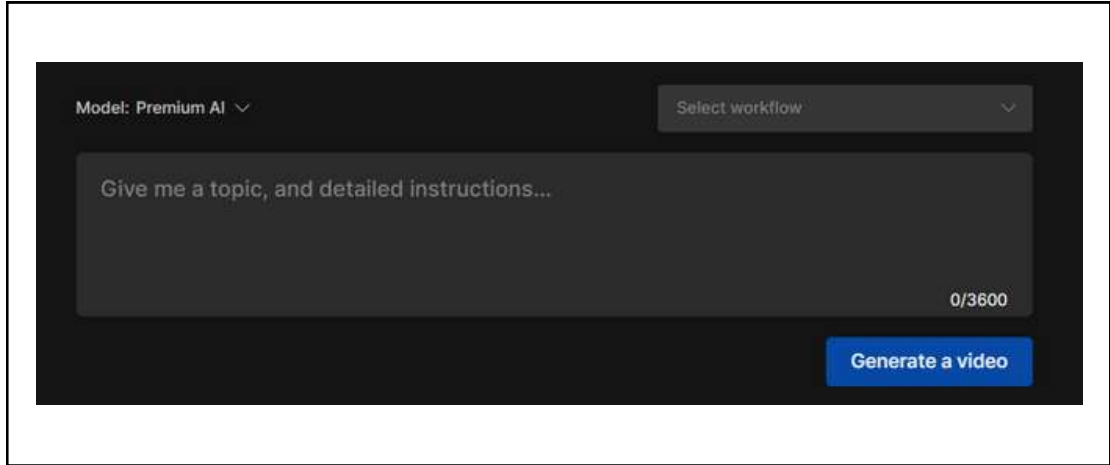 Model: Premium AI
Select workflow
Give me a topic, and detailed instructions...
0/3600
Generate a video